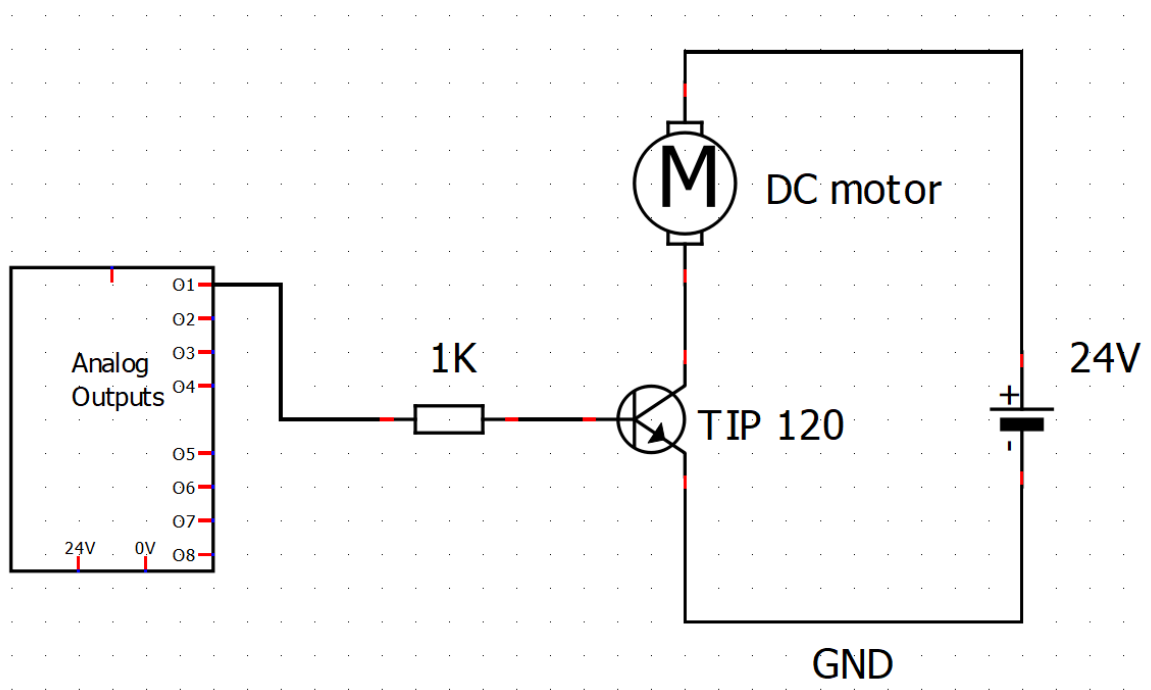 M
DC motor
O1
O2
O3
Analog
Outputs
O4
1K
24V
+
-
TIP 120
O5
O6
O7
24V
0V
O8
GND